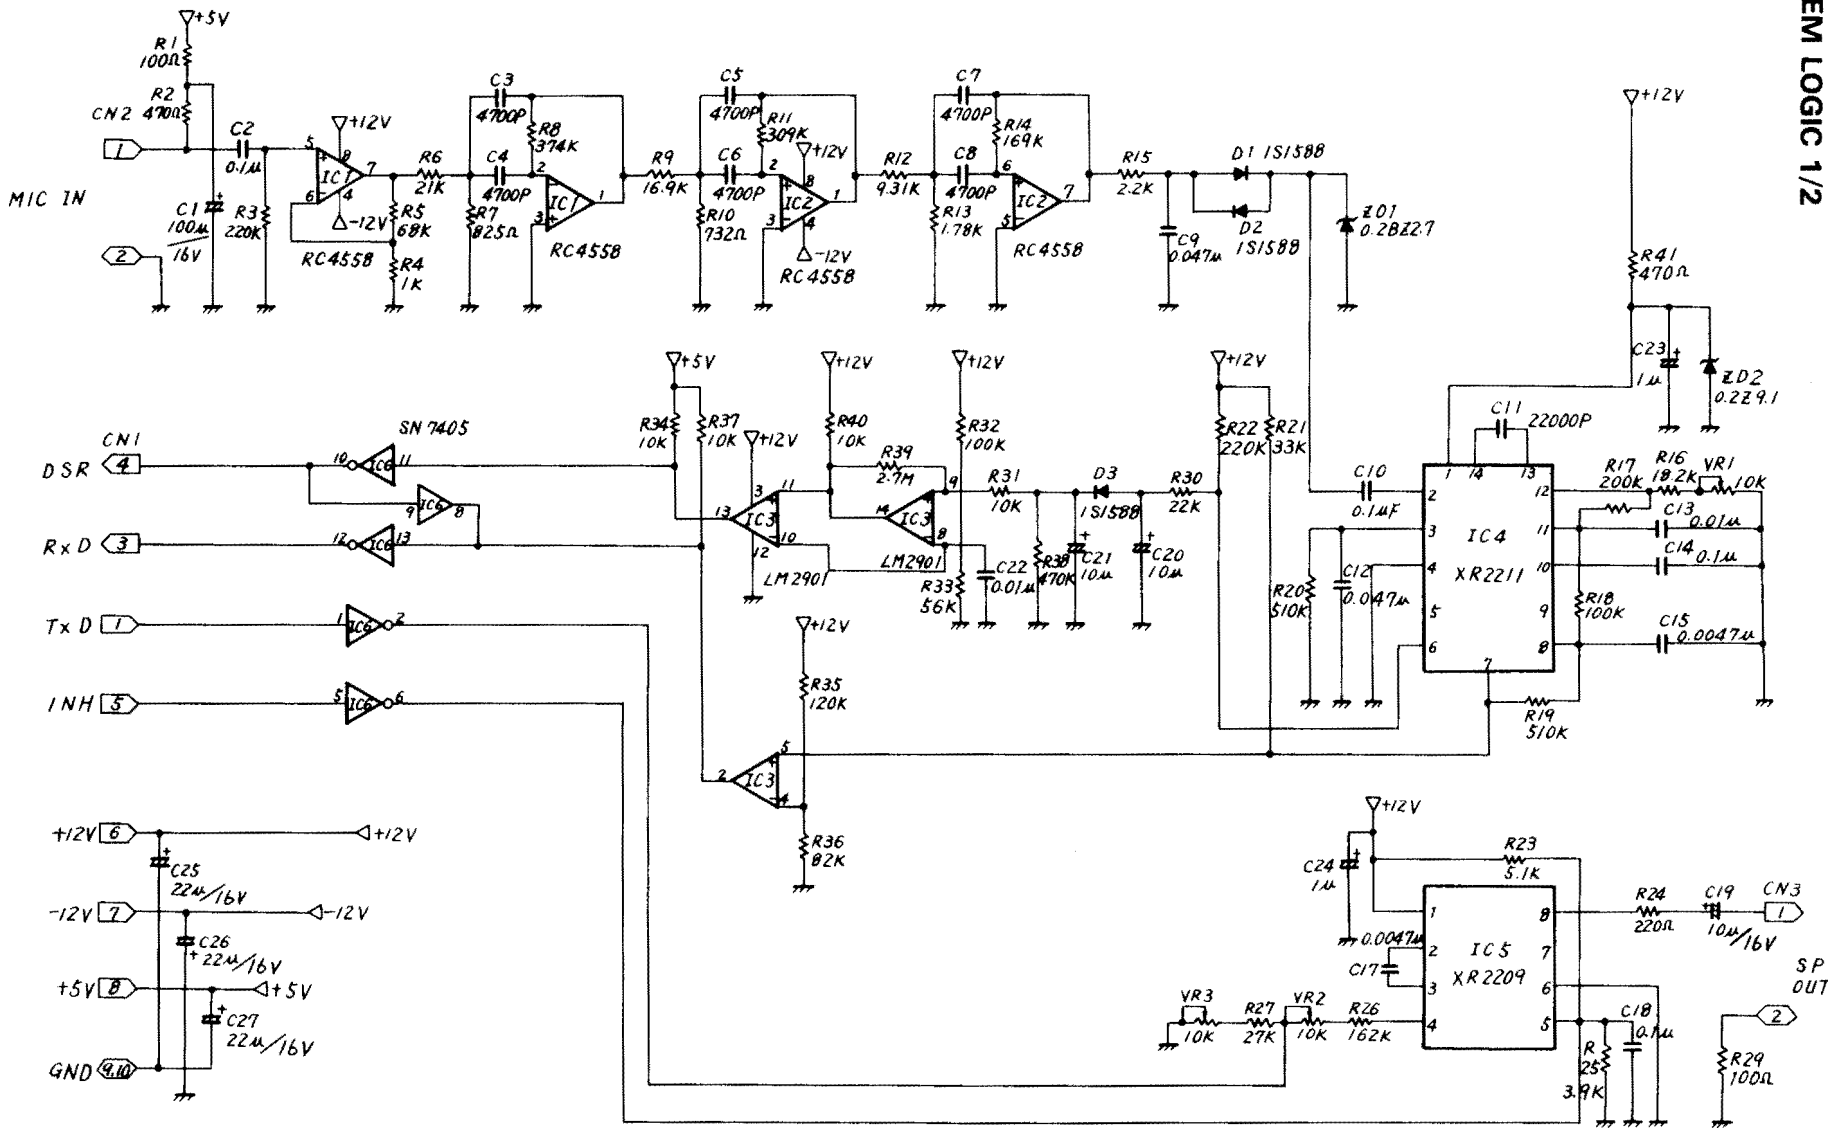 EM LOGIC 1/2
+5V
R1
100Ω
R2
470Ω
CN2
1
MIC IN
2
C2
0.1μ
C1
100μ
/16V
R3
220K
+12V
5
8
IC1
7
6
4
-12V
RC4558
R5
68K
R4
1K
R6
21K
R7
825Ω
C3
4700P
C4
4700P
R8
374K
2
IC1
1
3
RC4558
R9
16.9K
R10
732Ω
C5
4700P
C6
4700P
R11
309K
+12V
2
8
IC2
1
3
4
-12V
RC4558
R12
9.31K
R13
1.78K
C7
4700P
C8
4700P
R14
169K
6
IC2
7
5
RC4558
R15
2.2K
C9
0.047μ
D1 1S1588
D2
1S1588
ZD1
0.2BZ2.7
+12V
R41
470Ω
C23
1μ
ZD2
0.2Z9.1
CN1
DSR 4
SN7405
10
IC6
11
9
IC6
8
RxD 3
12
IC6
13
TxD 1
1
IC6
2
INH 5
5
IC6
6
+5V
R34
10K
R37
10K
+12V
3
11
13
IC3
10
12
LM2901
+12V
R40
10K
R39
2.7M
9
14
IC3
8
LM2901
+12V
R32
100K
R33
56K
C22
0.01μ
R31
10K
R38
470K
C21
10μ
D3
1S1588
C20
10μ
R30
22K
+12V
R22
220K
R21
33K
C10
0.1μF
R20
510K
C12
0.047μ
C11
22000P
1
14
13
2
3
4
5
6
7
12
11
10
9
8
IC4
XR2211
R17
200K
R16
18.2K
VR1
10K
C13
0.01μ
C14
0.1μ
R18
100K
C15
0.0047μ
R19
510K
+12V
R35
120K
5
2
IC3
4
R36
82K
+12V 6
+12V
C25
22μ/16V
-12V 7
-12V
C26
22μ/16V
+5V 8
+5V
C27
22μ/16V
GND 9,10
+12V
C24
1μ
R23
5.1K
0.0047μ
C17
1
2
3
4
8
7
6
5
IC5
XR2209
R24
220Ω
C19
10μ/16V
CN3
1
SP
OUT
2
R29
100Ω
VR3
10K
R27
27K
VR2
10K
R26
162K
R
25
3.9K
C18
0.1μ